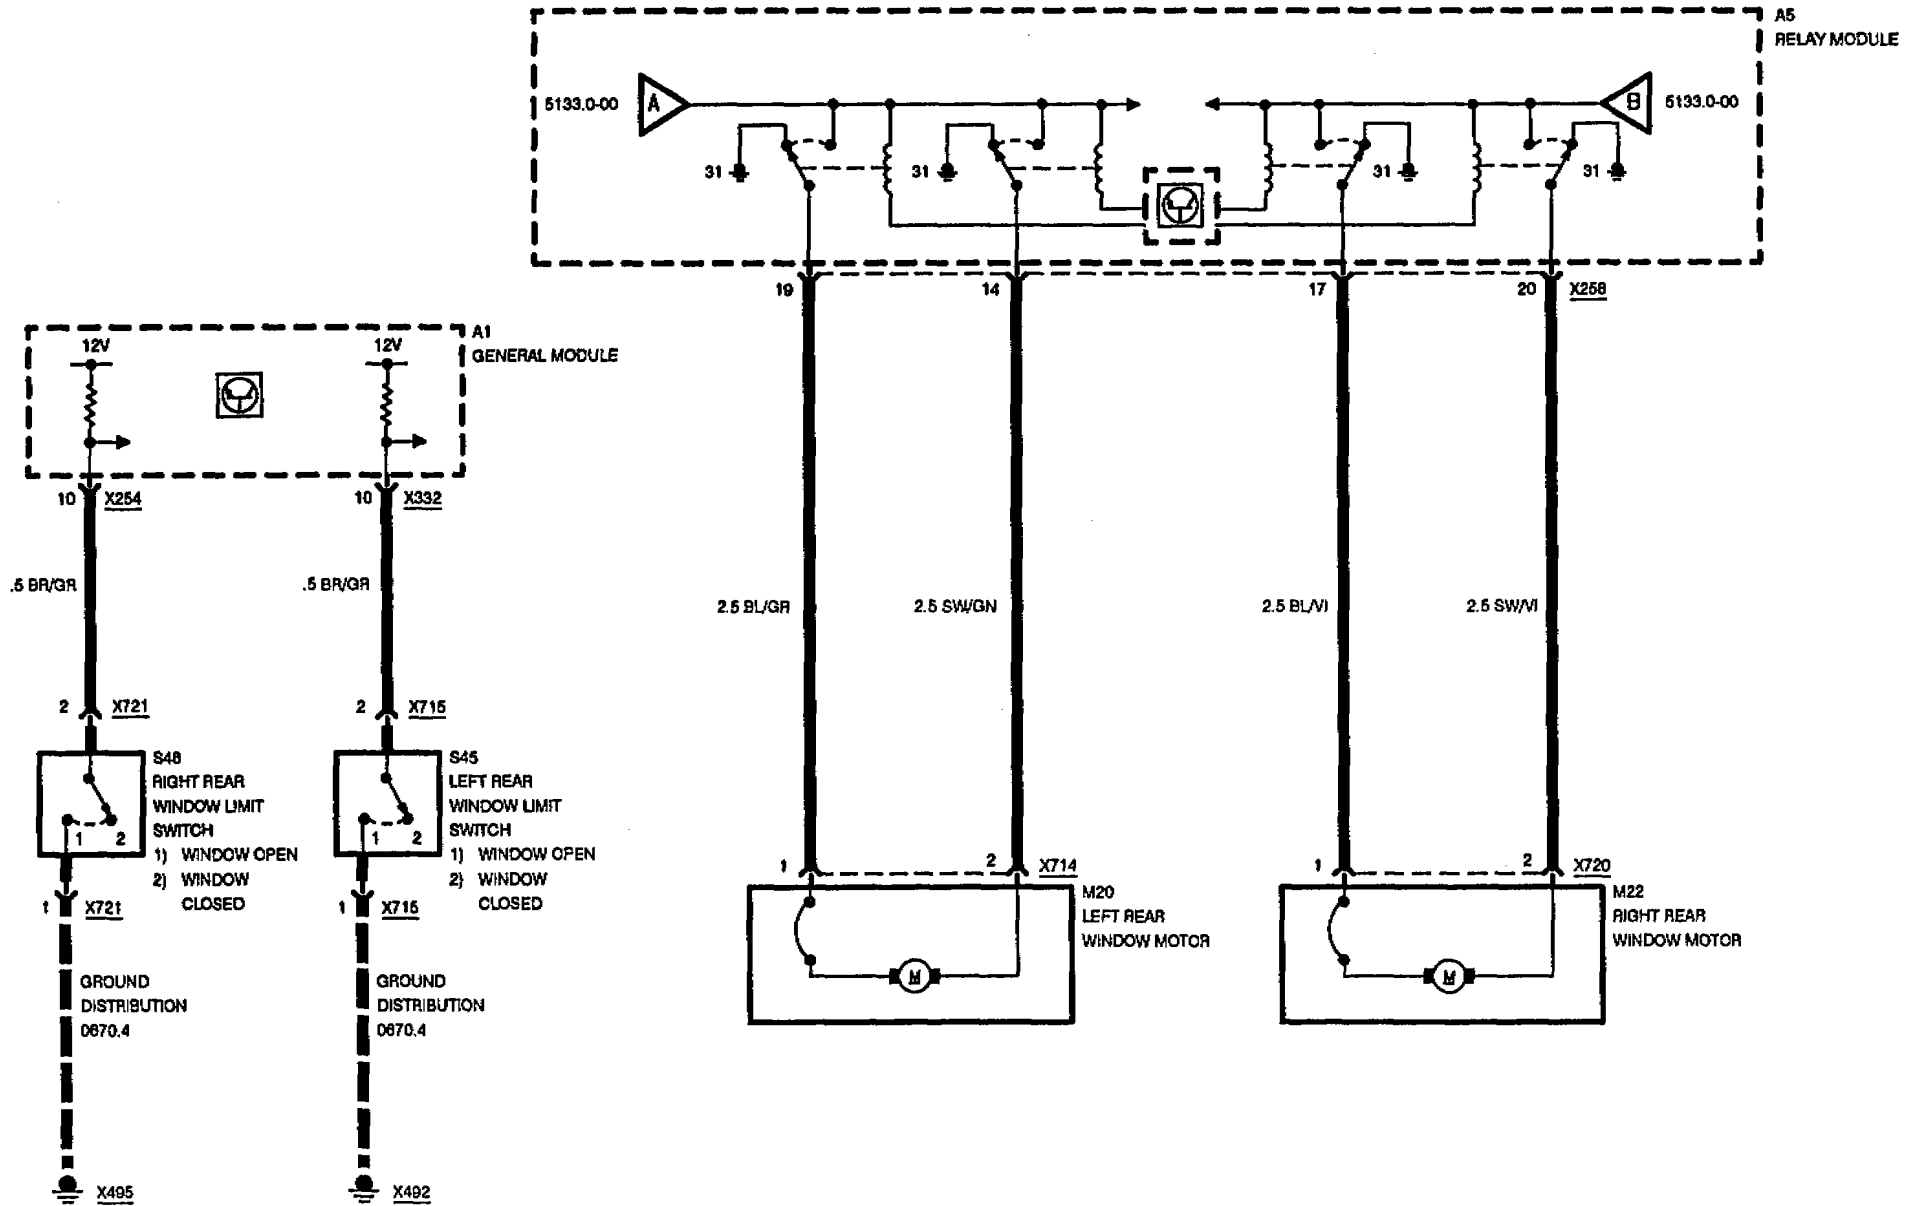 A5
RELAY MODULE
5133.0-00
A
B
5133.0-00
31
31
31
31
19
14
17
20
X258
A1
GENERAL MODULE
12V
12V
10
X254
10
X332
.5 BR/GR
.5 BR/GR
2.5 BL/GR
2.5 SW/GN
2.5 BL/VI
2.5 SW/VI
2
X721
2
X715
S48
RIGHT REAR
WINDOW LIMIT
SWITCH
1) WINDOW OPEN
2) WINDOW
CLOSED
1
2
S45
LEFT REAR
WINDOW LIMIT
SWITCH
1) WINDOW OPEN
2) WINDOW
CLOSED
1
2
1
X721
1
X715
1
2
X714
M20
LEFT REAR
WINDOW MOTOR
M
1
2
X720
M22
RIGHT REAR
WINDOW MOTOR
M
GROUND
DISTRIBUTION
0670.4
GROUND
DISTRIBUTION
0670.4
X495
X492